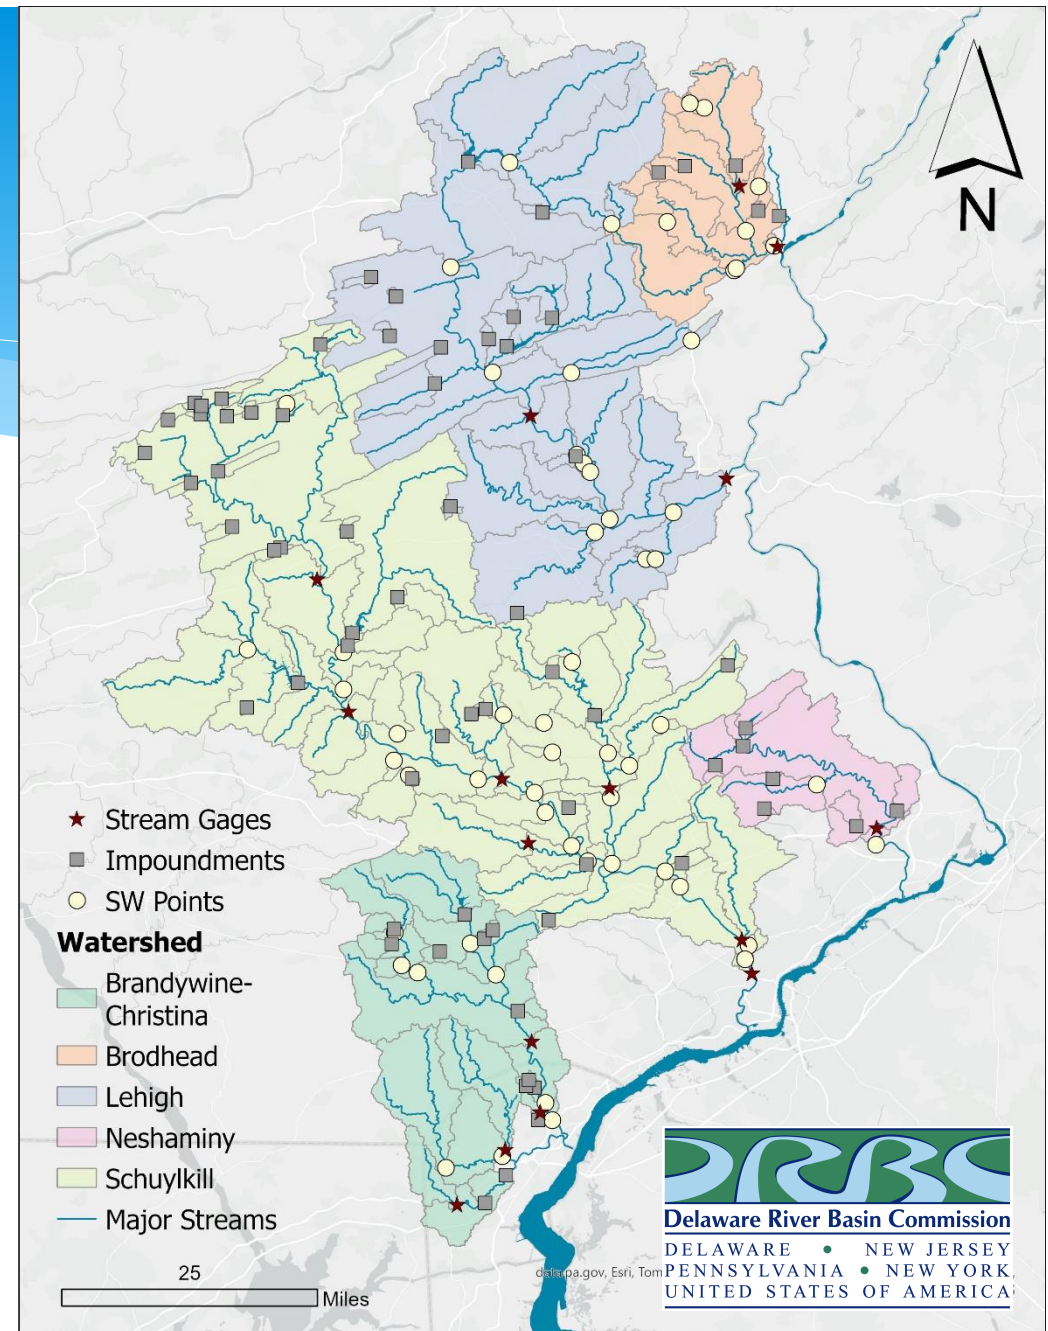 N
Stream Gages
Impoundments
SW Points
Watershed
Brandywine-
Christina
Brodhead
Lehigh
Neshaminy
Schuylkill
Major Streams
25
Miles
data.pa.gov, Esri, Tom
DRBC
Delaware River Basin Commission
DELAWARE • NEW JERSEY
PENNSYLVANIA • NEW YORK
UNITED STATES OF AMERICA